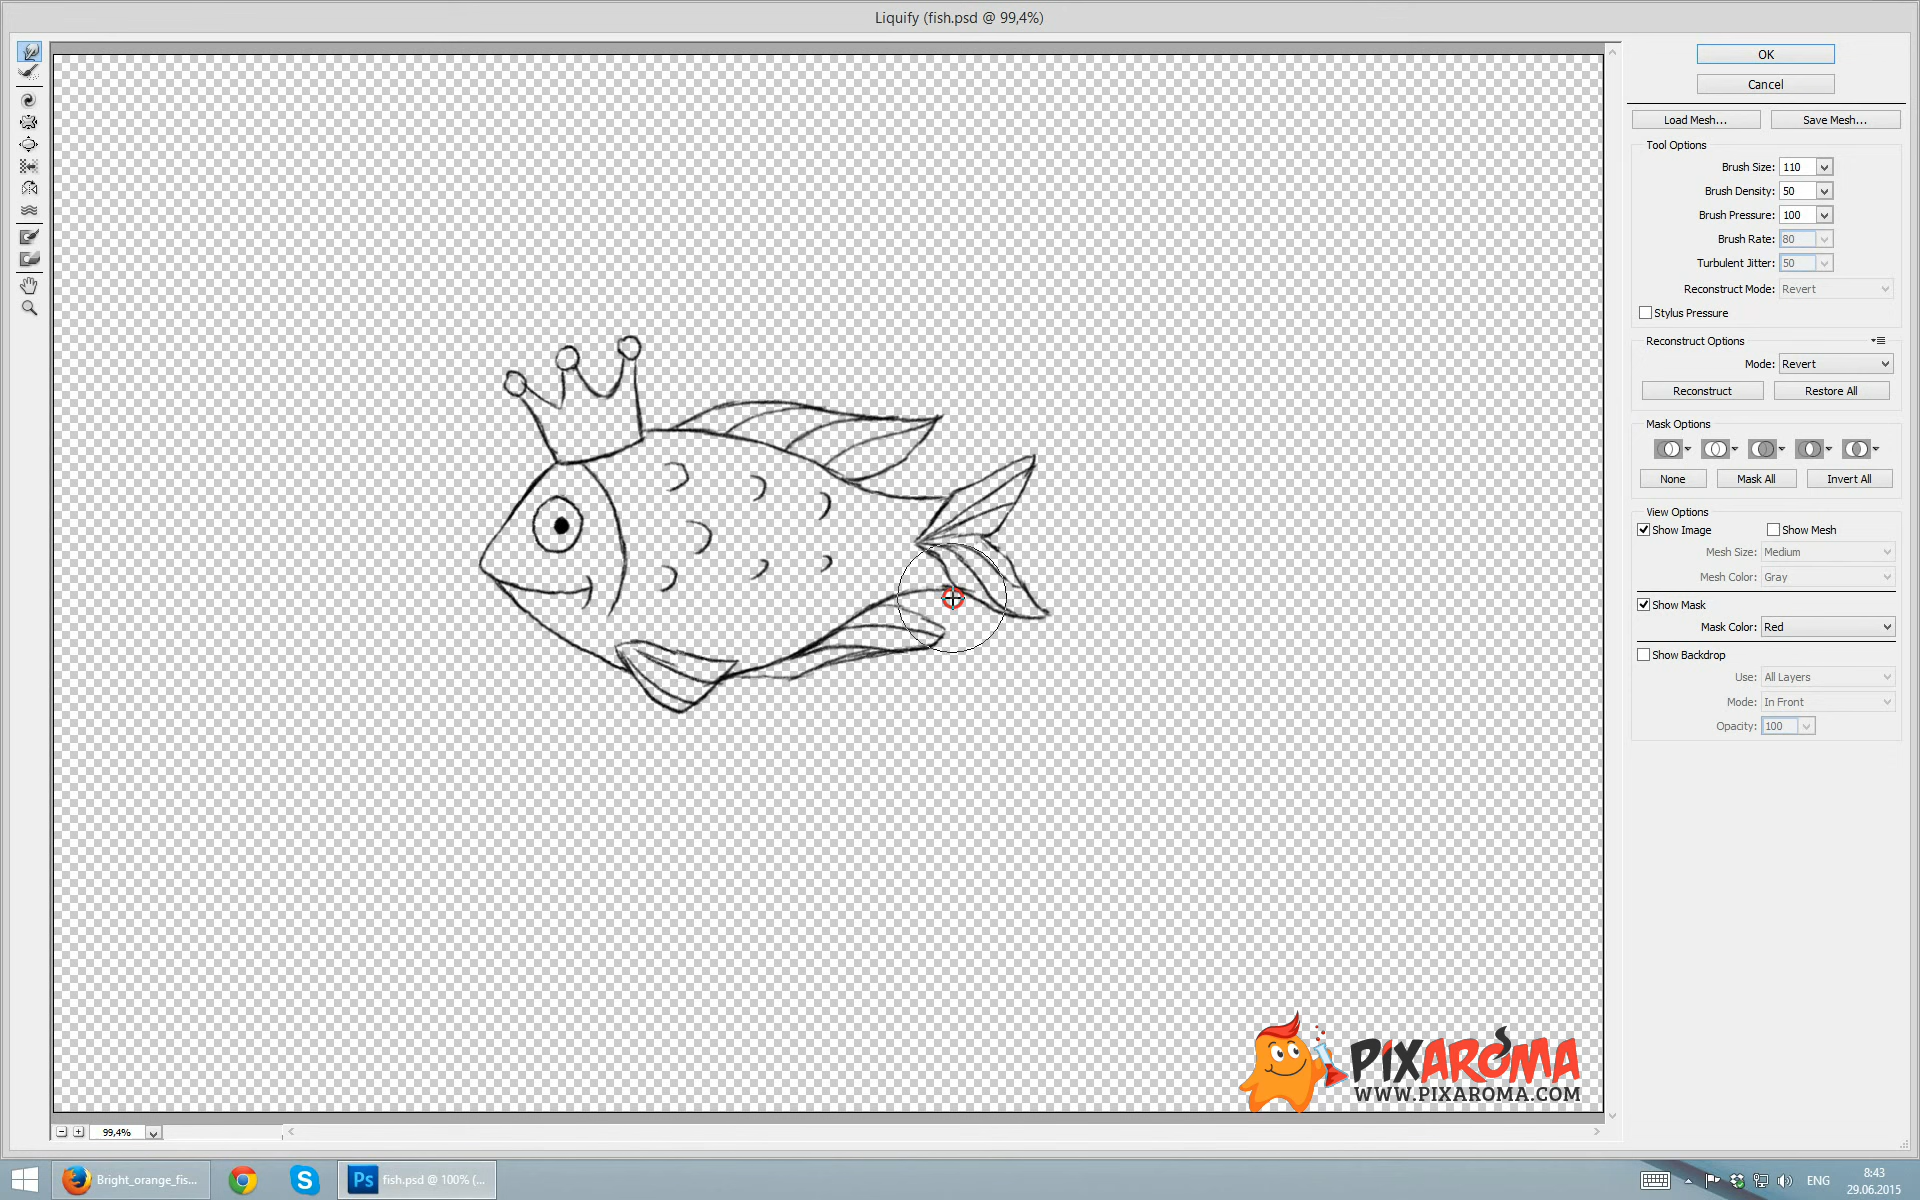 Liquify (fish.psd @ 99,4%)
OK
Cancel
Load Mesh...
Save Mesh...
Tool Options
Brush Size: 110
Brush Density: 50
Brush Pressure: 100
Brush Rate: 80
Turbulent Jitter: 50
Reconstruct Mode: Revert
Stylus Pressure
Reconstruct Options
Mode: Revert
Reconstruct
Restore All
Mask Options
None
Mask All
Invert All
View Options
Show Image
Show Mesh
Mesh Size: Medium
Mesh Color: Gray
Show Mask
Mask Color: Red
Show Backdrop
Use: All Layers
Mode: In Front
Opacity: 100
PIXAROMA
WWW.PIXAROMA.COM
99,4%
Bright_orange_fis...
S
Ps
fish.psd @ 100% (...
ENG
8:43
29.06.2015